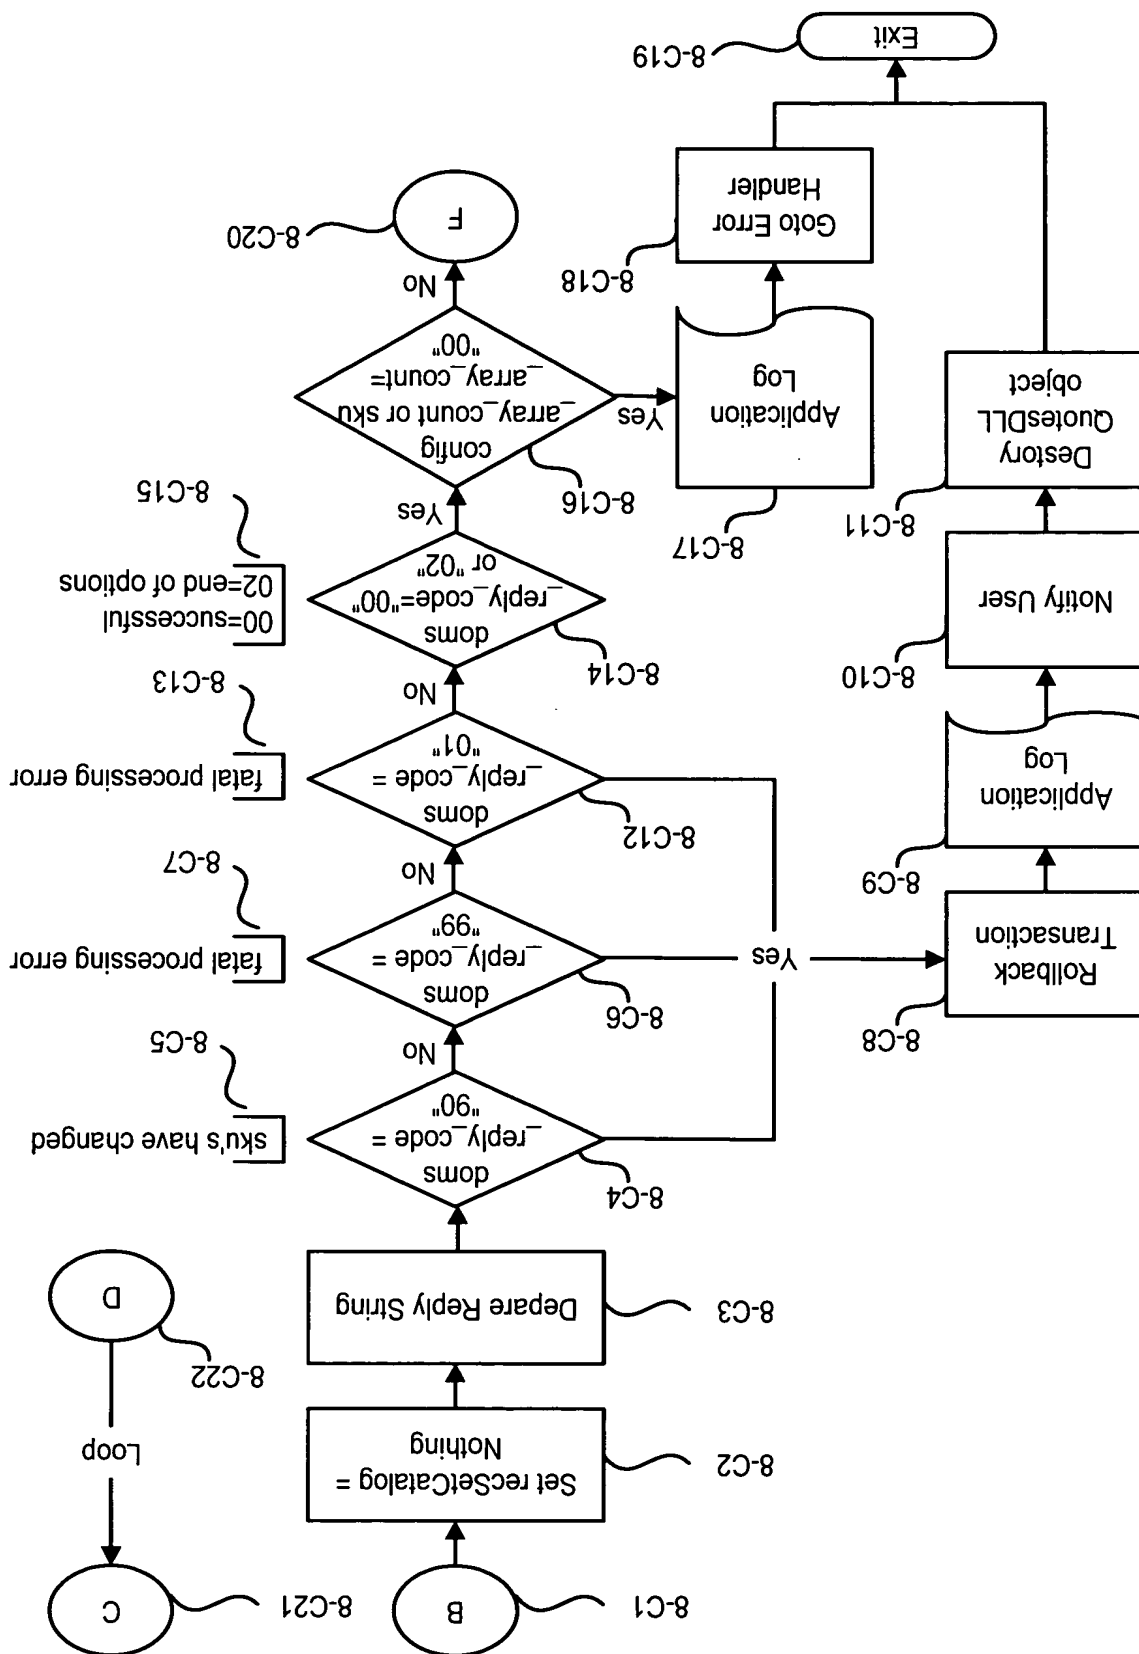 B
8-C1
C
8-C21
Set recSetCatalog =
Nothing
8-C2
Loop
Depare Reply String
8-C3
D
8-C22
doms
_reply_code =
"90"
8-C4
sku's have changed
8-C5
No
doms
_reply_code =
"99"
8-C6
fatal processing error
8-C7
Yes
Rollback
Transaction
8-C8
No
Application
Log
8-C9
doms
_reply_code =
"01"
8-C12
fatal processing error
8-C13
Notify User
8-C10
No
doms
_reply_code="00"
or "02"
8-C14
00=successful
02=end of options
8-C15
Destory
QuotesDLL
object
8-C11
Yes
config
_array_count or sku
_array_count=
"00"
8-C16
Yes
Application
Log
8-C17
No
Goto Error
Handler
8-C18
F
8-C20
Exit
8-C19